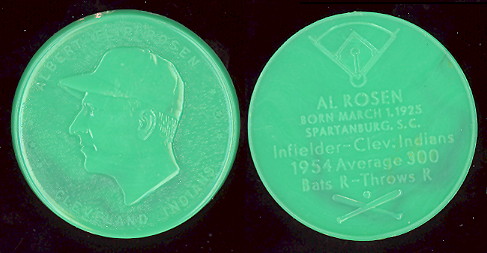 ALBERT "FLIP" ROSEN
CLEVELAND INDIANS
AL ROSEN
BORN MARCH 1, 1925
SPARTANBURG, S.C.
Infielder-Clev. Indians
1954 Average 300
Bats R-Throws R